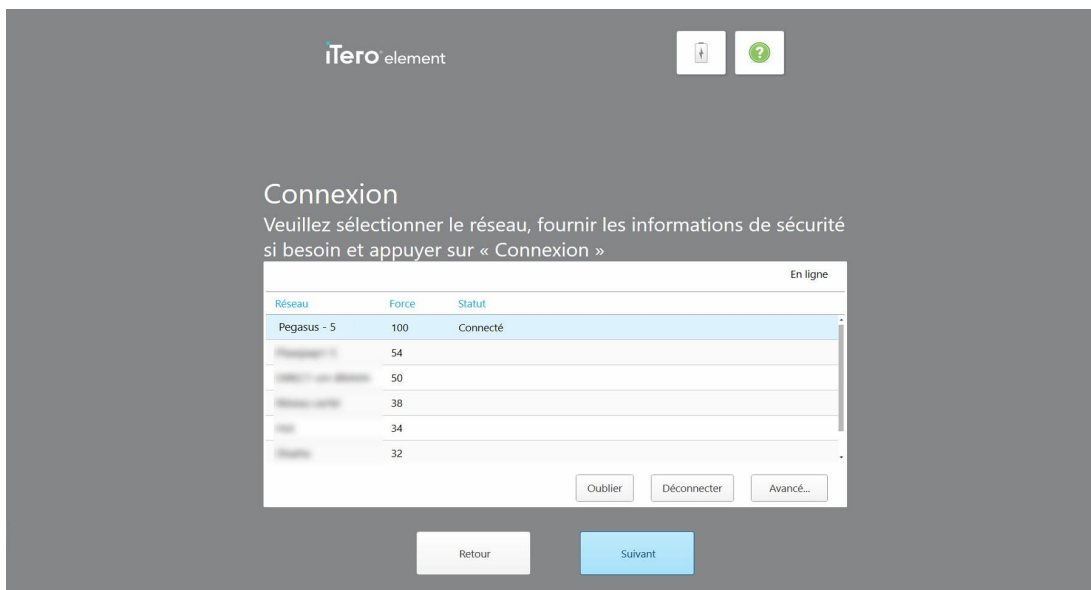 iTero element
Connexion
Veuillez sélectionner le réseau, fournir les informations de sécurité
si besoin et appuyer sur « Connexion »
En ligne
Réseau Force Statut
Pegasus - 5 100 Connecté
54
50
38
34
32
Oublier Déconnecter Avancé...
Retour Suivant